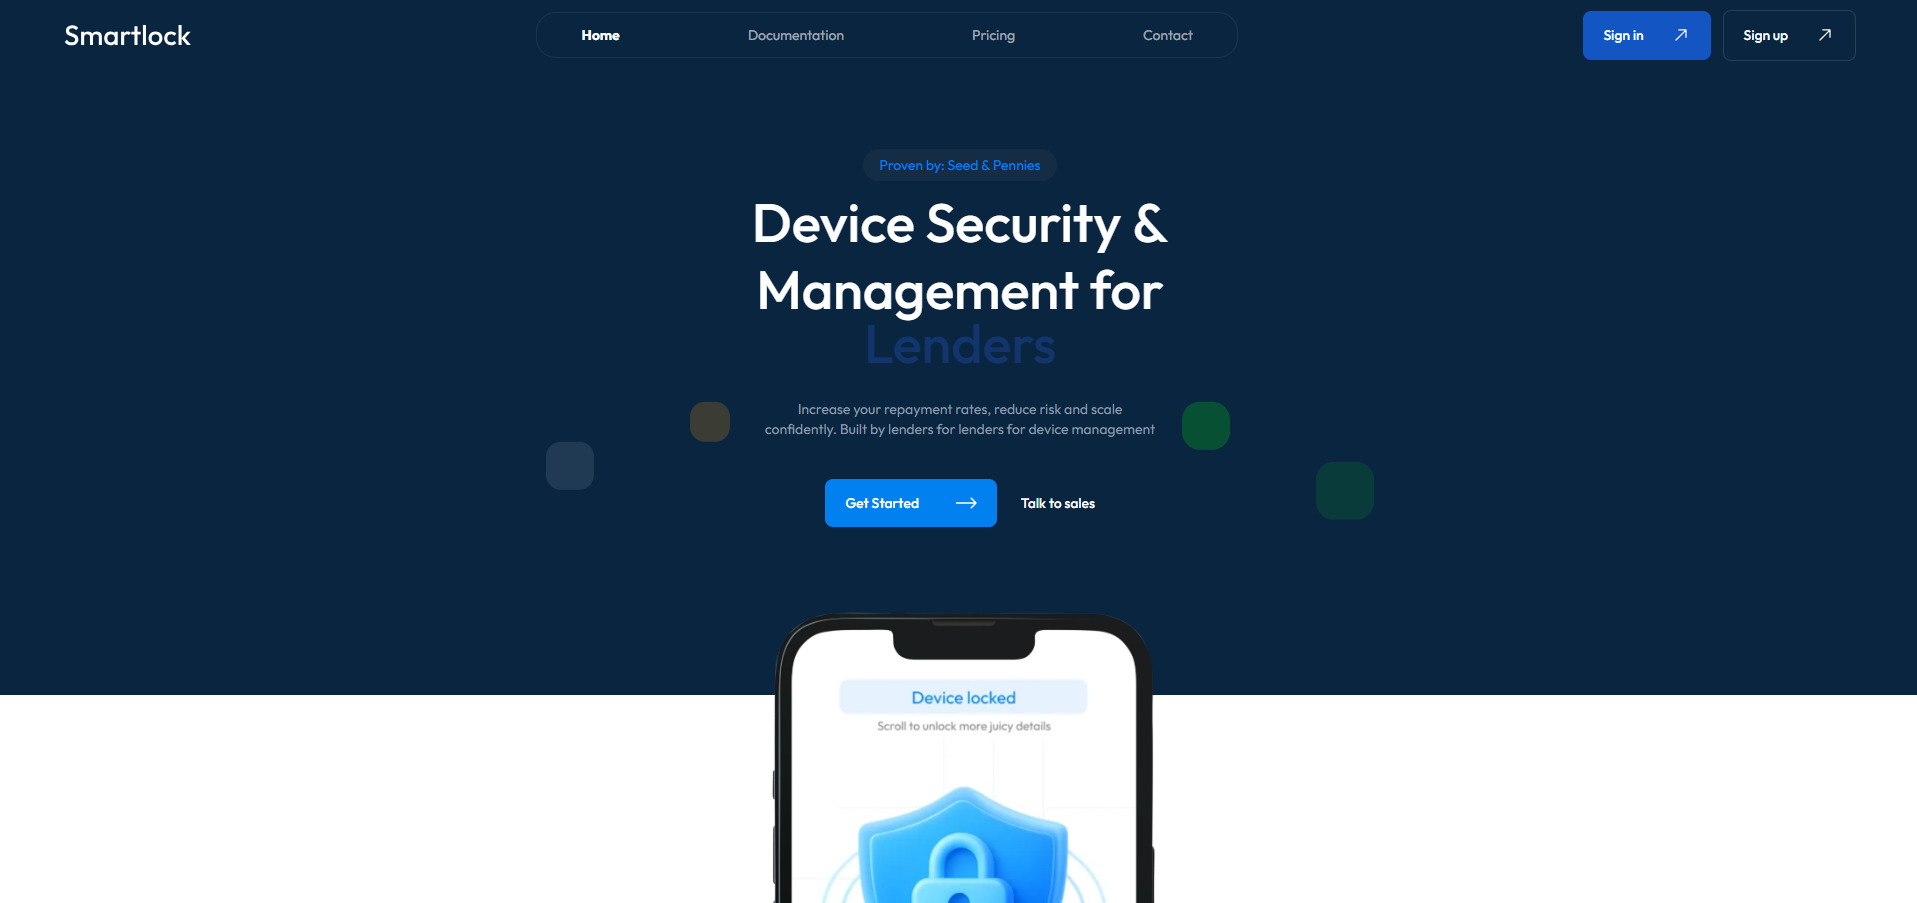 Smartlock
Home
Documentation
Pricing
Contact
Sign in
Sign up
Proven by: Seed & Pennies
Device Security &
Management for
Lenders
Increase your repayment rates, reduce risk and scale
confidently. Built by lenders for lenders for device management
Get Started
Talk to sales
Device locked
Scroll to unlock more juicy details